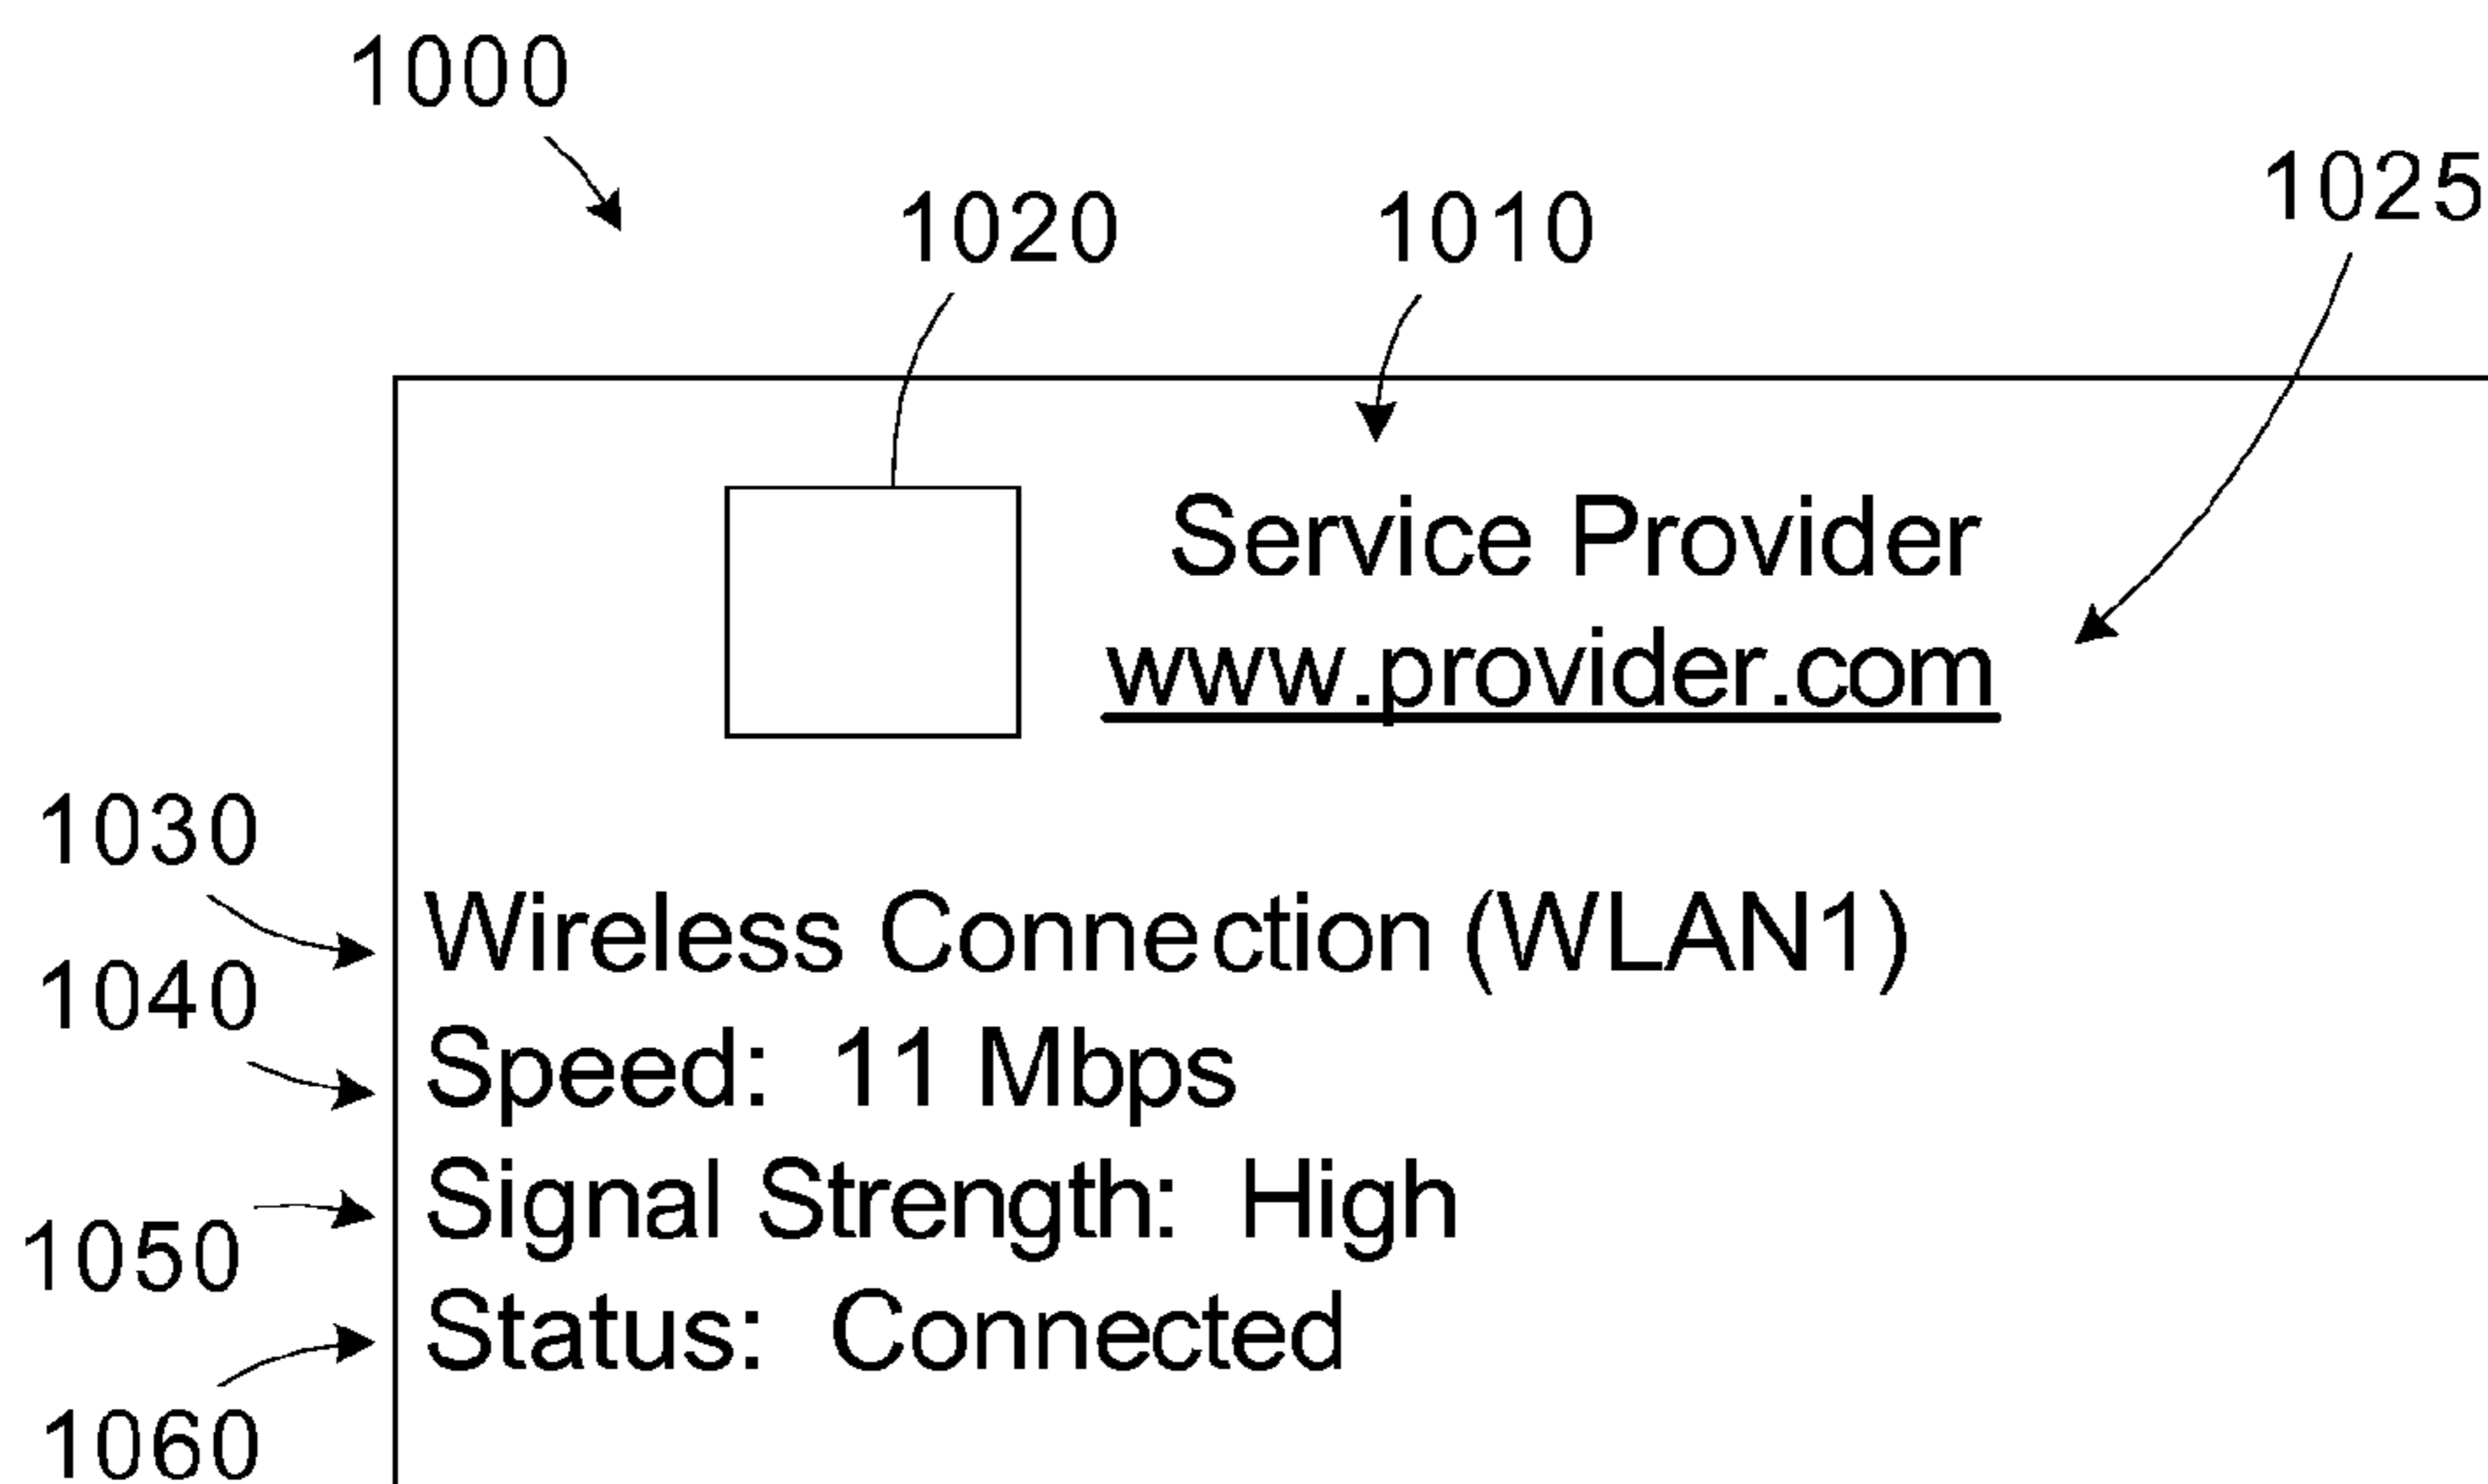 1000
1020 1010 1025
Service Provider
www.provider.com
1030
Wireless Connection (WLAN1)
1040
Speed: 11 Mbps
Signal Strength: High
1050
Status: Connected
1060